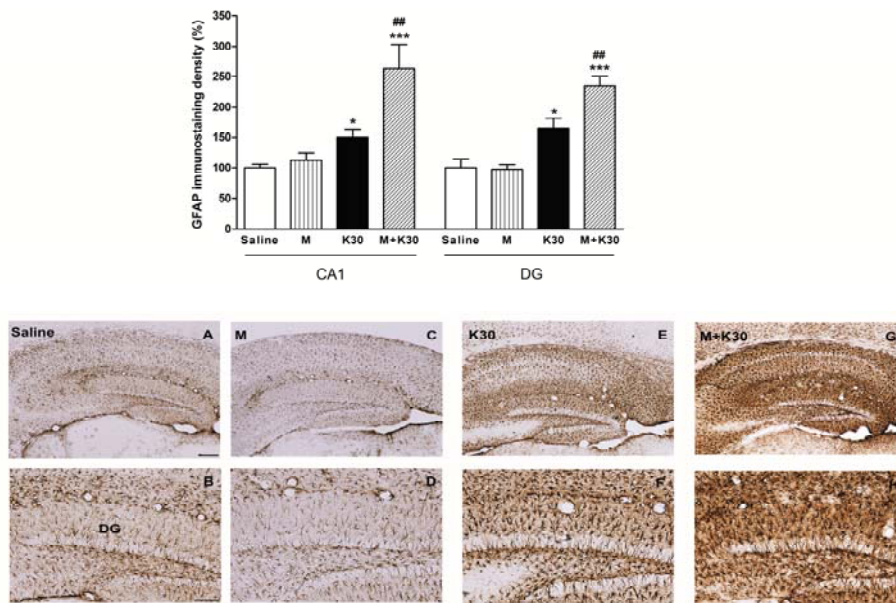 GFAP immunostaining density (%)
350
300
250
200
150
100
50
0
*
##
***
*
##
***
Saline M K30 M+K30 Saline M K30 M+K30
CA1 DG
Saline A M C K30 E M+K30 G
B DG D F